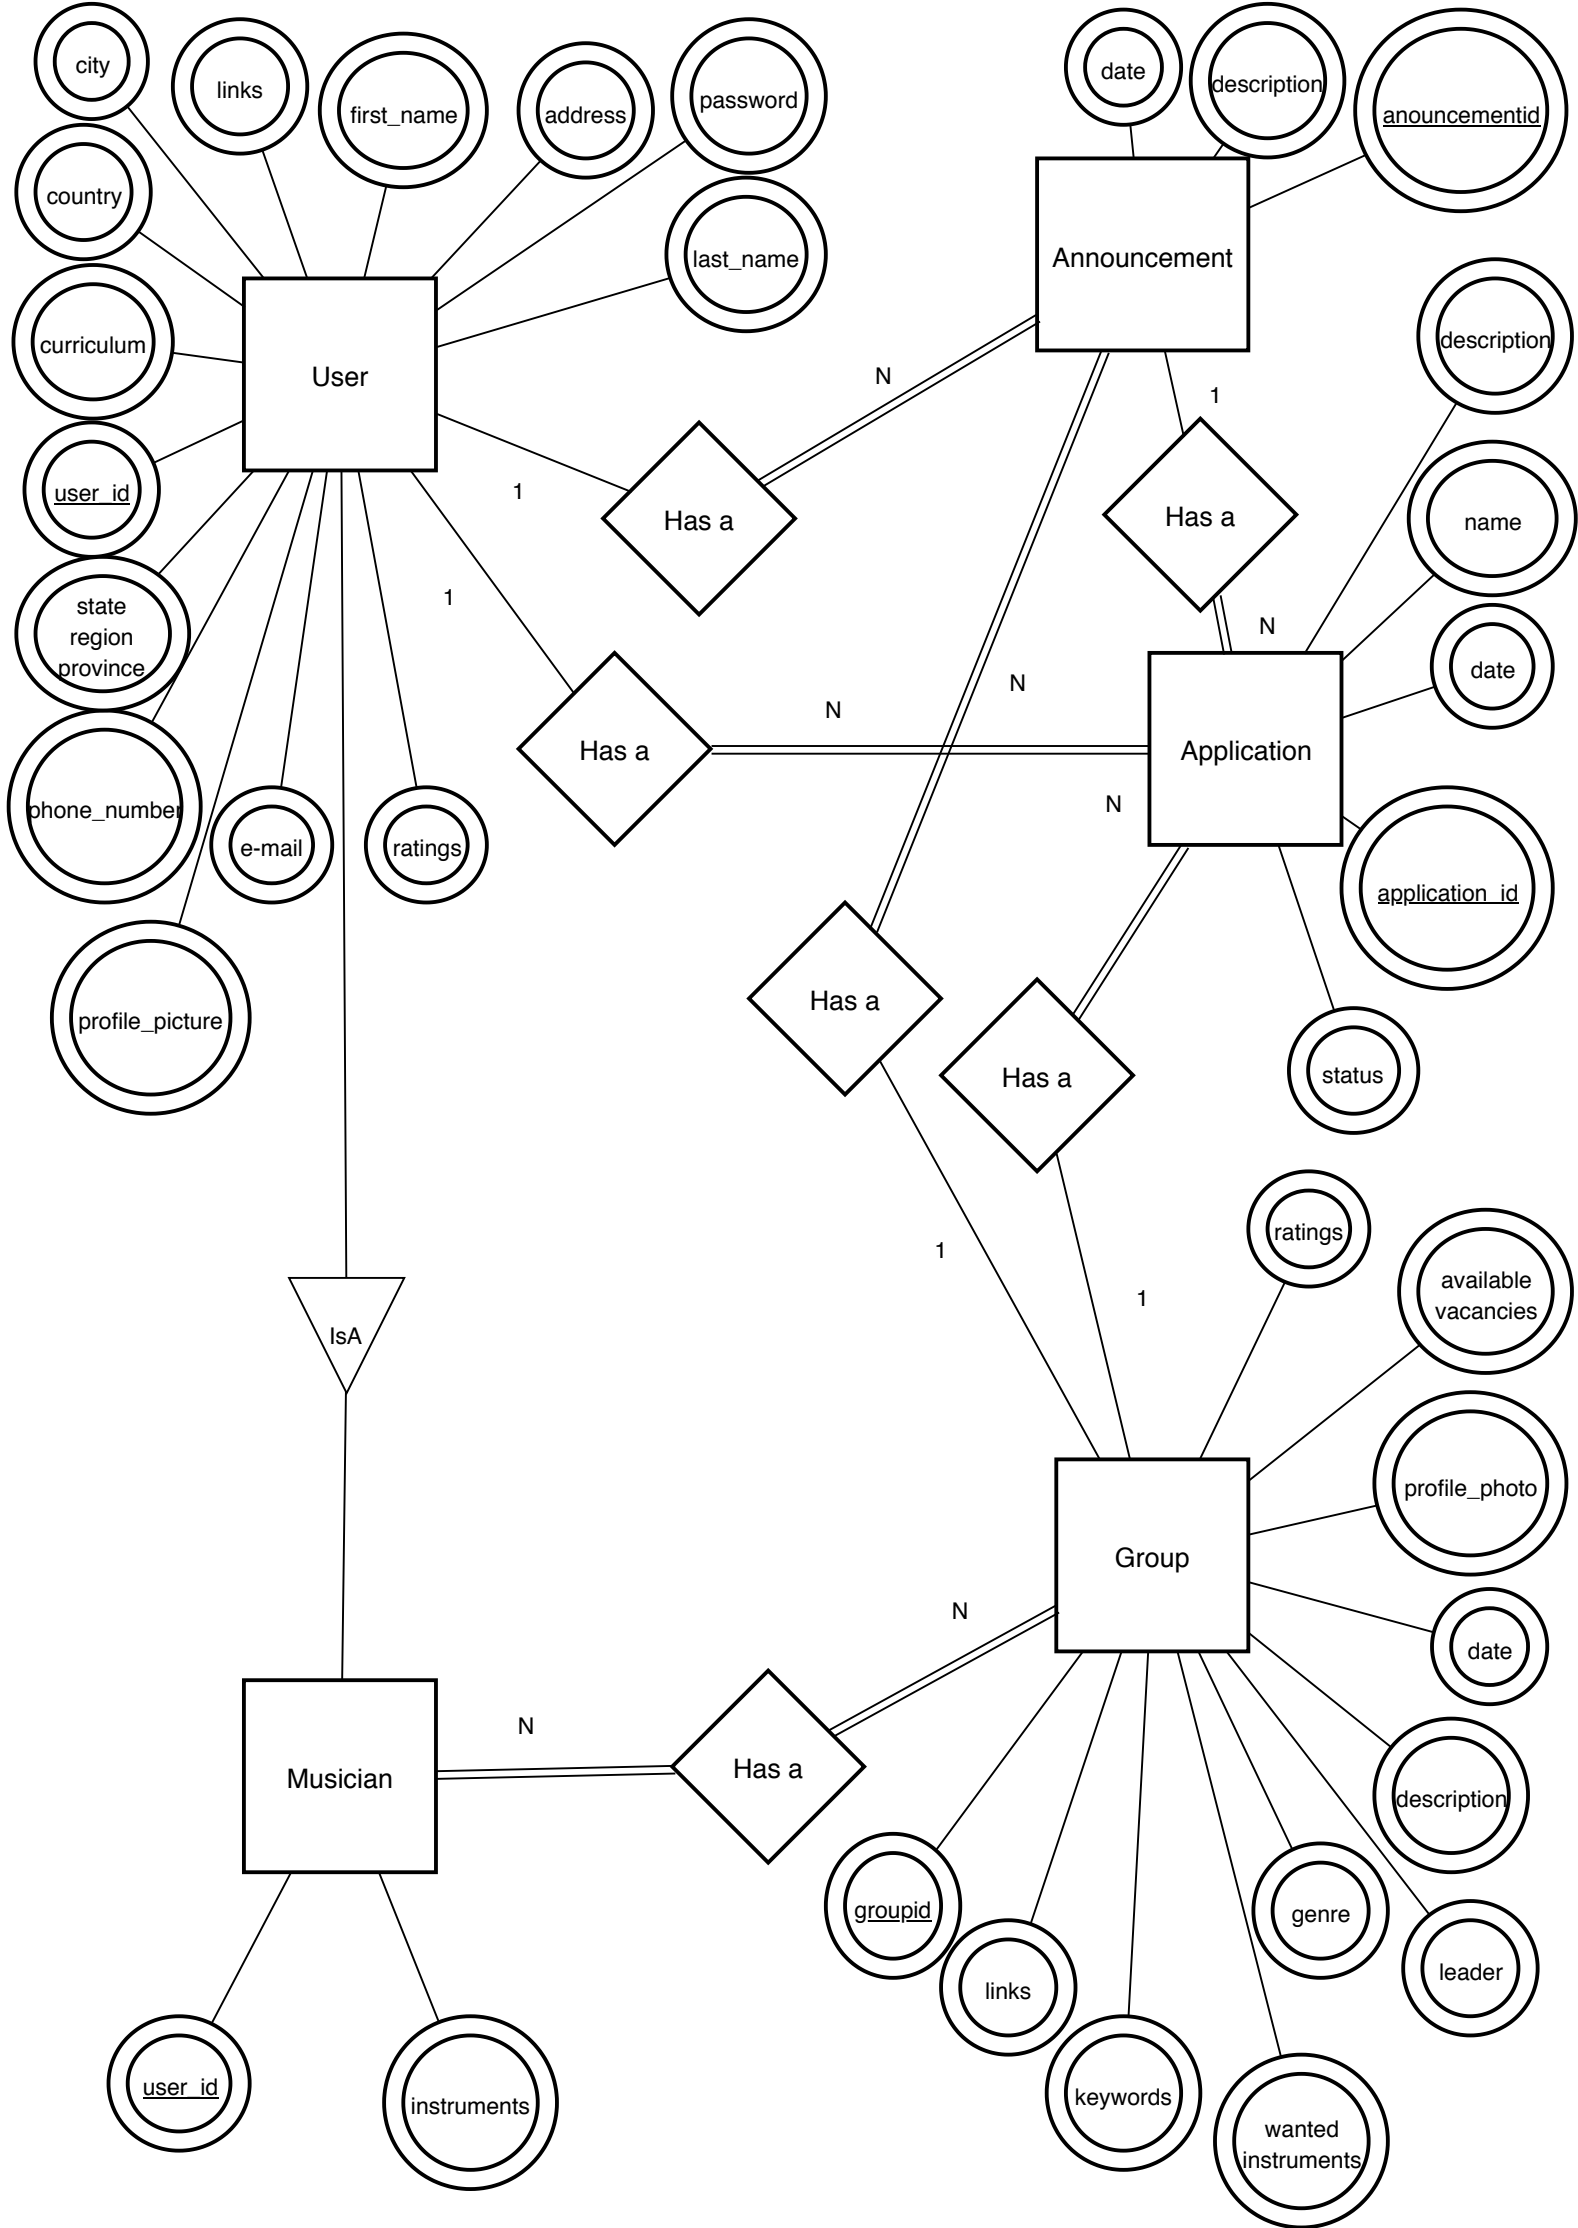 city
links
first_name
address
password
date
description
anouncementid
country
last_name
Announcement
curriculum
User
description
N
1
user_id
1
Has a
Has a
name
1
state
region
province
N
date
N
N
Has a
Application
phone_number
e-mail
ratings
N
application_id
profile_picture
Has a
Has a
status
1
1
ratings
available
vacancies
IsA
profile_photo
Group
N
date
N
Musician
Has a
description
groupid
links
genre
leader
user_id
instruments
keywords
wanted
instruments